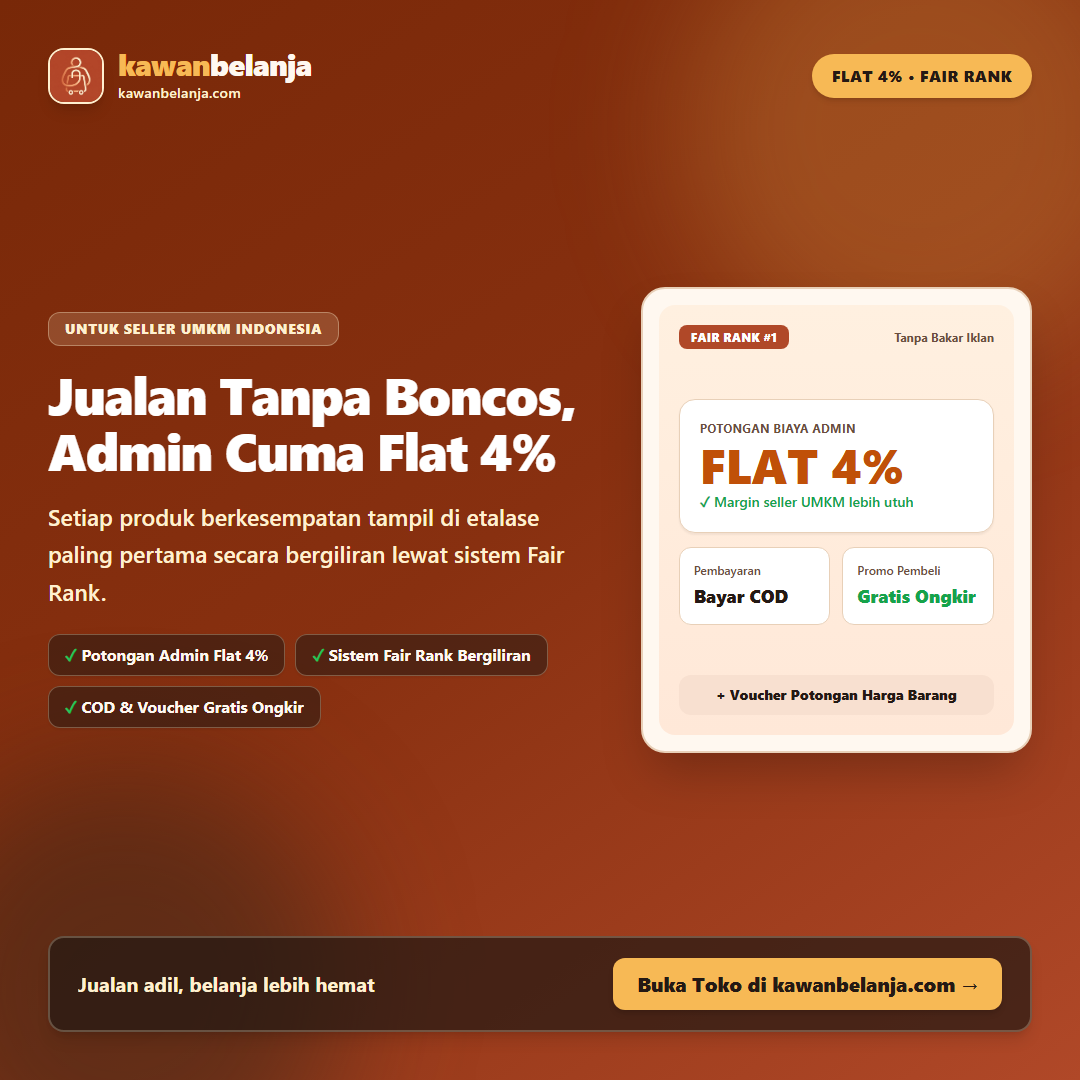 kawanbelanja
kawanbelanja.com
FLAT 4% • FAIR RANK
UNTUK SELLER UMKM INDONESIA
Jualan Tanpa Boncos,
Admin Cuma Flat 4%
Setiap produk berkesempatan tampil di etalase
paling pertama secara bergiliran lewat sistem Fair
Rank.
✓ Potongan Admin Flat 4%
✓ Sistem Fair Rank Bergiliran
✓ COD & Voucher Gratis Ongkir
FAIR RANK #1
Tanpa Bakar Iklan
POTONGAN BIAYA ADMIN
FLAT 4%
✓ Margin seller UMKM lebih utuh
Pembayaran
Bayar COD
Promo Pembeli
Gratis Ongkir
+ Voucher Potongan Harga Barang
Jualan adil, belanja lebih hemat
Buka Toko di kawanbelanja.com →